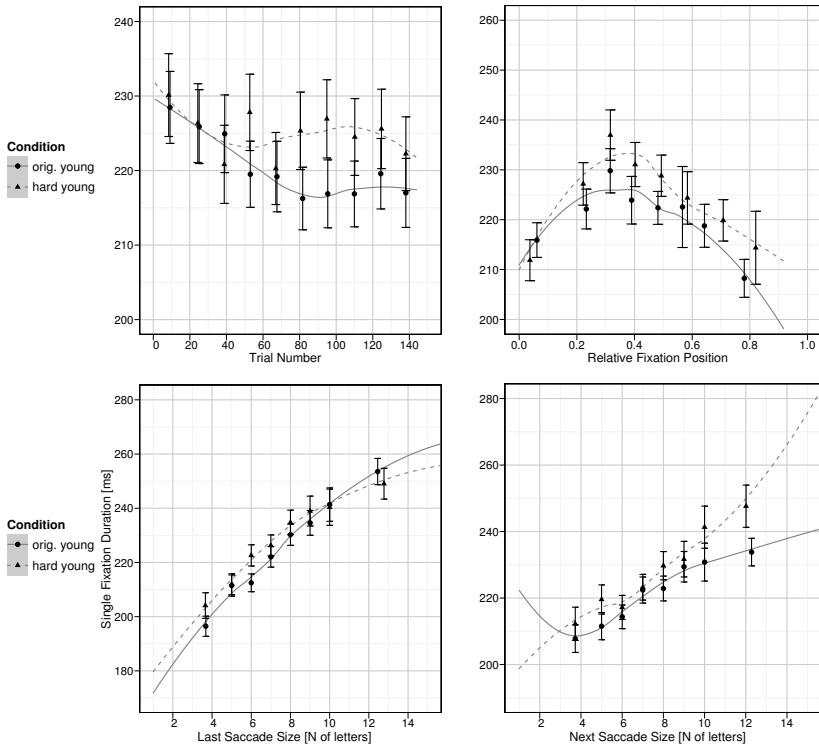 240
230
220
210
200
0 20 40 60 80 100 120 140
Trial Number
260
250
240
230
220
210
200
0.0 0.2 0.4 0.6 0.8 1.0
Relative Fixation Position
Condition
orig. young
hard young
280
260
240
220
200
180
2 4 6 8 10 12 14
Last Saccade Size [N of letters]
Single Fixation Duration [ms]
280
260
240
220
200
2 4 6 8 10 12 14
Next Saccade Size [N of letters]
Condition
orig. young
hard young